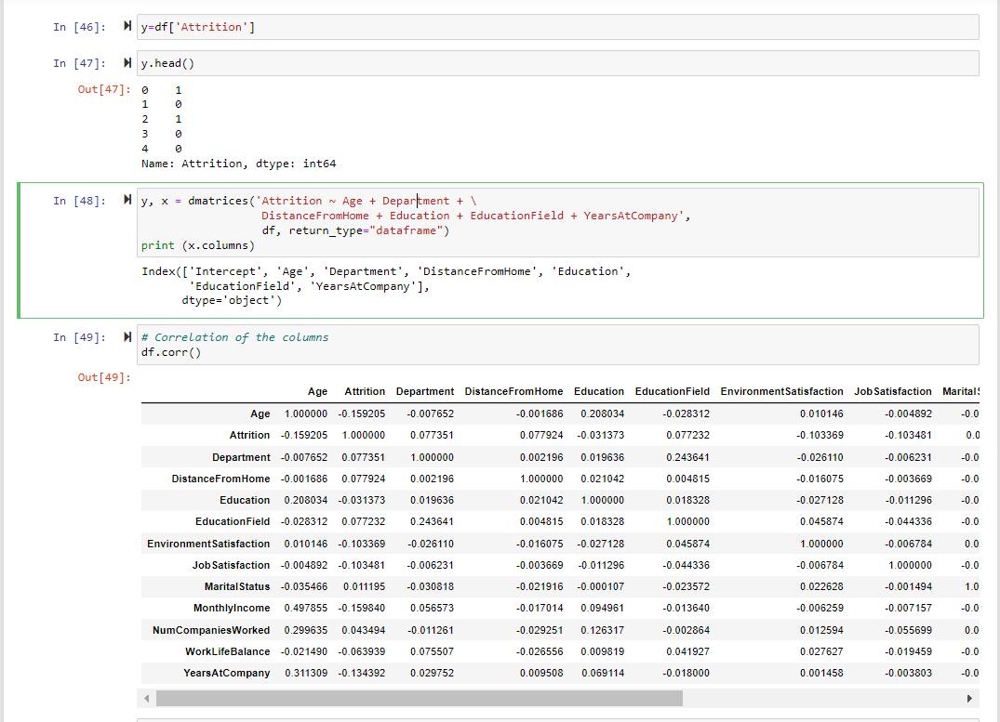 In [46]: y=df['Attrition']
In [47]: y.head()
Out[47]: 0 1
1 0
2 1
3 0
4 0
Name: Attrition, dtype: int64
In [48]: y, x = dmatrices('Attrition ~ Age + Department + \
DistanceFromHome + Education + EducationField + YearsAtCompany',
df, return_type="dataframe")
print (x.columns)
Index(['Intercept', 'Age', 'Department', 'DistanceFromHome', 'Education',
'EducationField', 'YearsAtCompany'],
dtype='object')
In [49]: # Correlation of the columns
df.corr()
Out[49]:
Age Attrition Department DistanceFromHome Education EducationField EnvironmentSatisfaction JobSatisfaction MaritalS
Age 1.000000 -0.159205 -0.007652 -0.001686 0.208034 -0.028312 0.010146 -0.004892 -0.0
Attrition -0.159205 1.000000 0.077351 0.077924 -0.031373 0.077232 -0.103369 -0.103481 0.0
Department -0.007652 0.077351 1.000000 0.002196 0.019636 0.243641 -0.026110 -0.006231 -0.0
DistanceFromHome -0.001686 0.077924 0.002196 1.000000 0.021042 0.004815 -0.016075 -0.003669 -0.0
Education 0.208034 -0.031373 0.019636 0.021042 1.000000 0.018328 -0.027128 -0.011296 -0.0
EducationField -0.028312 0.077232 0.243641 0.004815 0.018328 1.000000 0.045874 -0.044336 -0.0
EnvironmentSatisfaction 0.010146 -0.103369 -0.026110 -0.016075 -0.027128 0.045874 1.000000 -0.006784 0.0
JobSatisfaction -0.004892 -0.103481 -0.006231 -0.003669 -0.011296 -0.044336 -0.006784 1.000000 -0.0
MaritalStatus -0.035466 0.011195 -0.030818 -0.021916 -0.000107 -0.023572 0.022628 -0.001494 1.0
MonthlyIncome 0.497855 -0.159840 0.056573 -0.017014 0.094961 -0.013640 -0.006259 -0.007157 -0.0
NumCompaniesWorked 0.299635 0.043494 -0.011261 -0.029251 0.126317 -0.002864 0.012594 -0.055699 0.0
WorkLifeBalance -0.021490 -0.063939 0.075507 -0.026556 0.009819 0.041927 0.027627 -0.019459 -0.0
YearsAtCompany 0.311309 -0.134392 0.029752 0.009508 0.069114 -0.018000 0.001458 -0.003803 -0.0